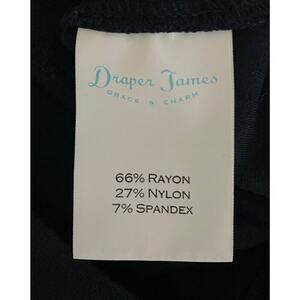 Draper James
GRACE & CHARM
66% RAYON
27% NYLON
7% SPANDEX